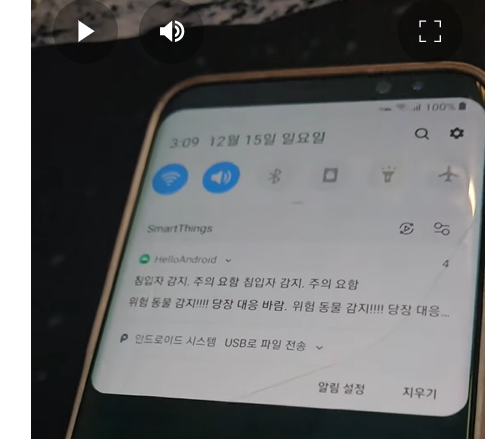 100%
3:09 12월 15일 일요일
SmartThings
HelloAndroid
4
침입자 감지. 주의 요함 침입자 감지. 주의 요함
위험 동물 감지!!!! 당장 대응 바람. 위험 동물 감지!!!! 당장 대응...
안드로이드 시스템 USB로 파일 전송
알림 설정 지우기